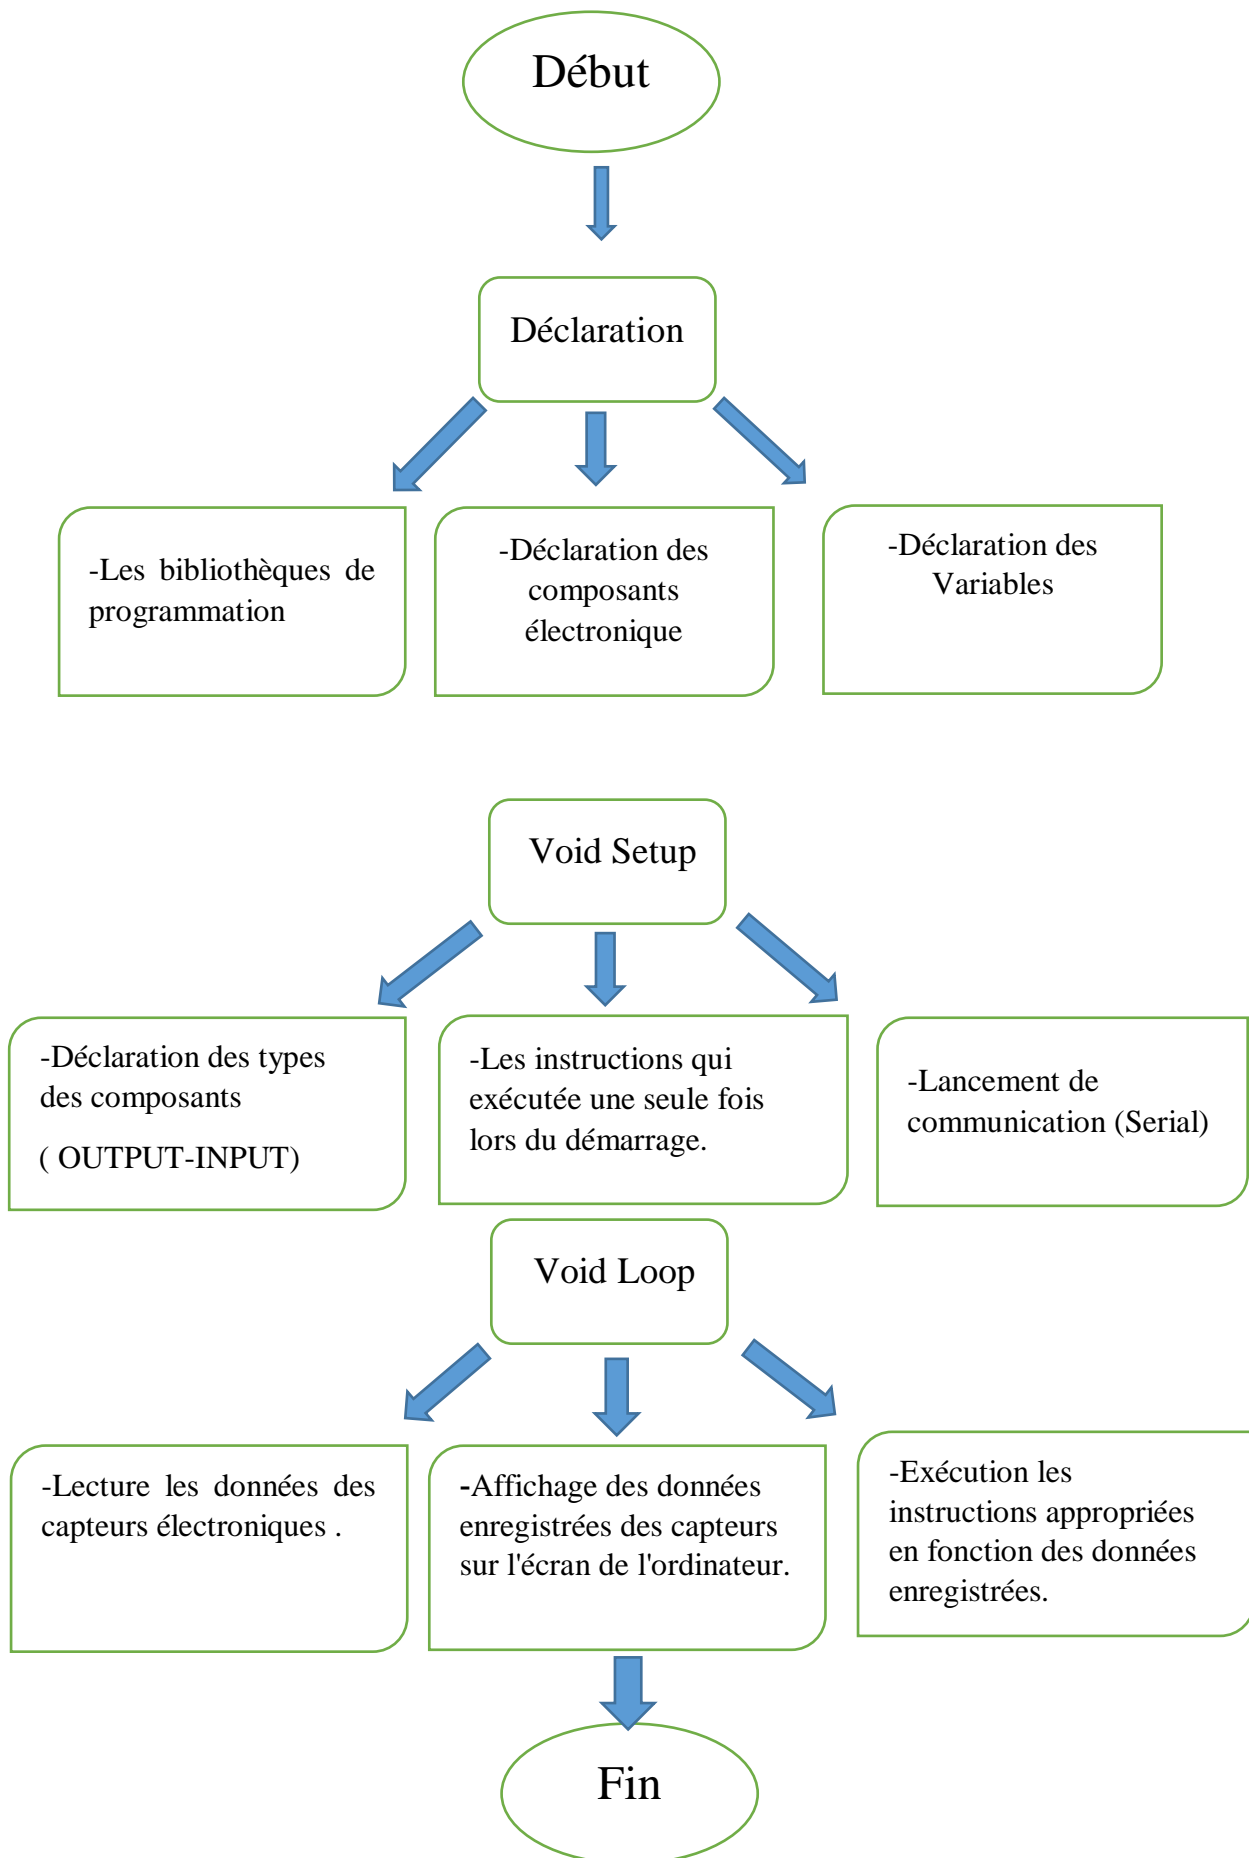 Début
Déclaration
-Les bibliothèques de
programmation
-Déclaration des
composants
électronique
-Déclaration des
Variables
Void Setup
-Déclaration des types
des composants
( OUTPUT-INPUT)
-Les instructions qui
exécutée une seule fois
lors du démarrage.
-Lancement de
communication (Serial)
Void Loop
-Lecture les données des
capteurs électroniques .
-Affichage des données
enregistrées des capteurs
sur l'écran de l'ordinateur.
-Exécution les
instructions appropriées
en fonction des données
enregistrées.
Fin